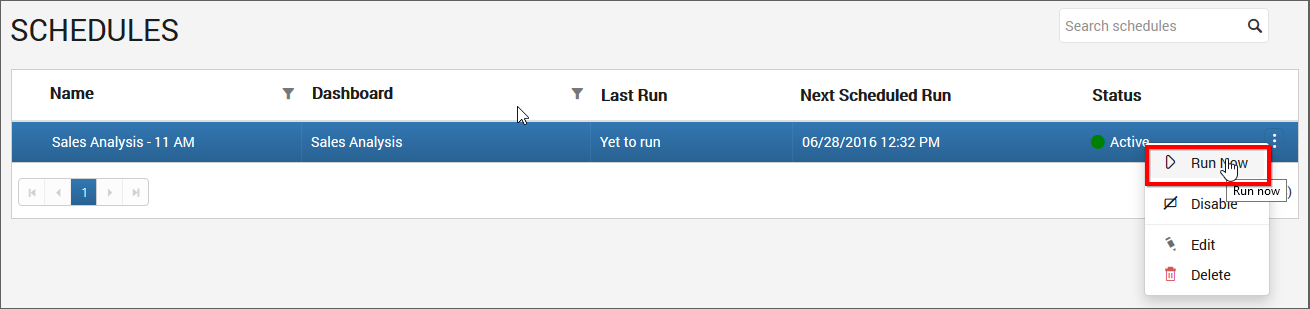 SCHEDULES
Search schedules
Name Dashboard Last Run Next Scheduled Run Status
Sales Analysis - 11 AM Sales Analysis Yet to run 06/28/2016 12:32 PM Active
1
Run Now
Run now
)
Disable
Edit
Delete